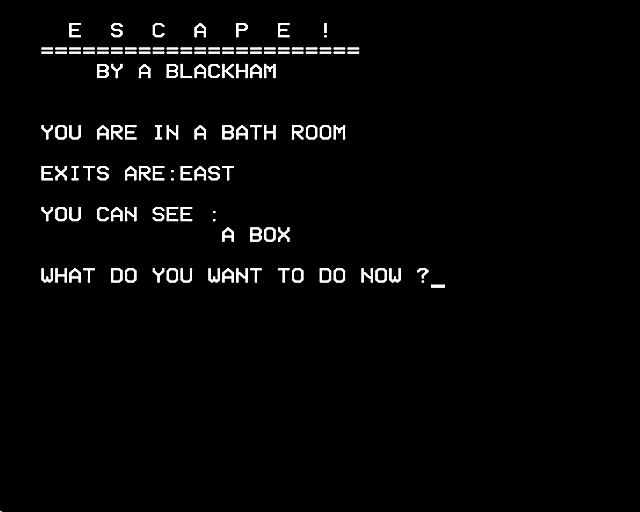 E S C A P E !
=======================
BY A BLACKHAM
YOU ARE IN A BATH ROOM
EXITS ARE:EAST
YOU CAN SEE :
A BOX
WHAT DO YOU WANT TO DO NOW ?_